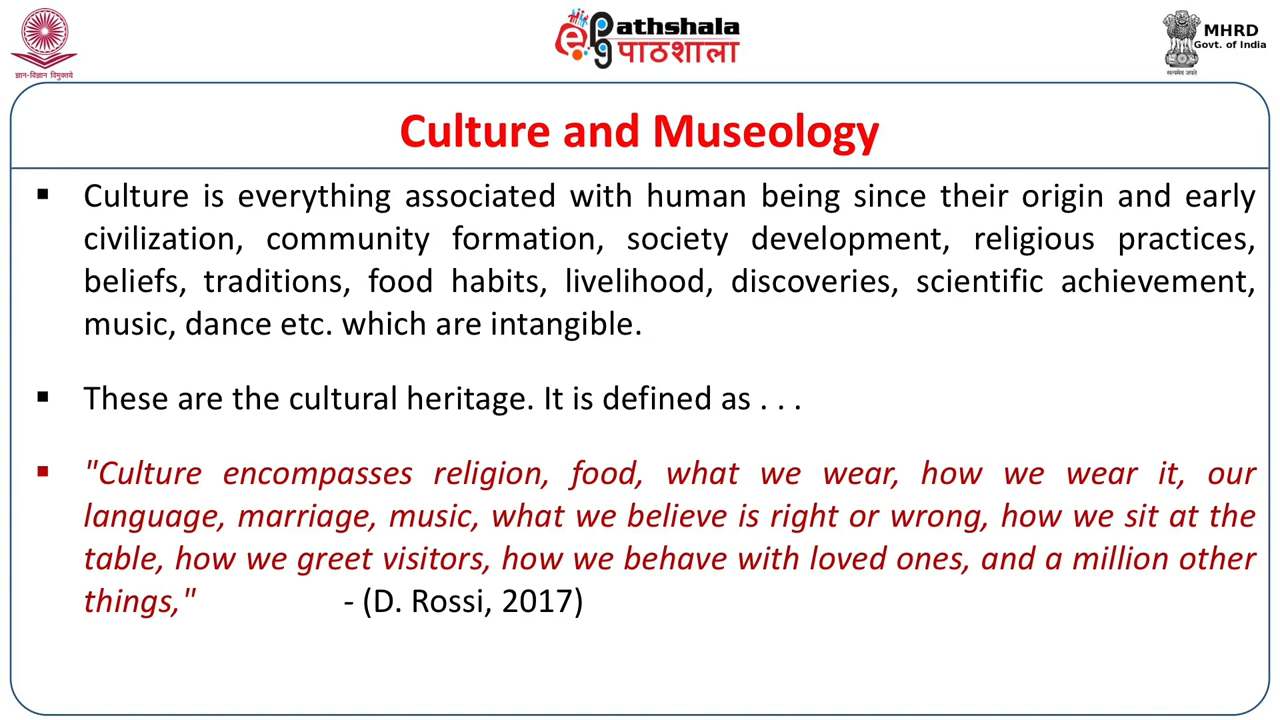 ज्ञान-विज्ञान विमुक्तये
ePathshala
पाठशाला
MHRD
Govt. of India
सत्यमेव जयते
Culture and Museology
▪ Culture is everything associated with human being since their origin and early
civilization, community formation, society development, religious practices,
beliefs, traditions, food habits, livelihood, discoveries, scientific achievement,
music, dance etc. which are intangible.
▪ These are the cultural heritage. It is defined as . . .
▪ "Culture encompasses religion, food, what we wear, how we wear it, our
language, marriage, music, what we believe is right or wrong, how we sit at the
table, how we greet visitors, how we behave with loved ones, and a million other
things," - (D. Rossi, 2017)